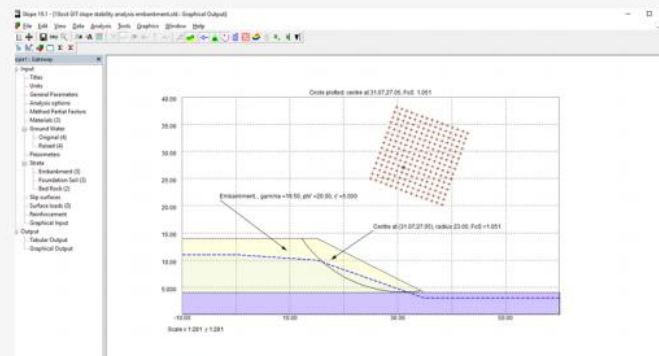 Slope 19.1 - [10oct GIT slope stability analysis embankment.sld : Graphical Output]
File Edit View Data Analysis Tools Graphics Window Help
Input
Titles
Units
General Parameters
Analysis options
Method Partial Factors
Materials (3)
Ground Water
Original (4)
Raised (4)
Piezometers
Strata
Embankment (3)
Foundation Soil (3)
Bed Rock (2)
Slip surfaces
Surface loads (0)
Reinforcement
Graphical Input
Output
Tabular Output
Graphical Output
Circle plotted: centre at 31.07,27.05, FoS 1.051
40.00
35.00
30.00
25.00
20.00
15.00
10.00
5.000
Embankment., gamma =19.50, phi' =20.00, c' =5.000
Centre at (31.07,27.05), radius 23.00, FoS =1.051
-10.00 10.00 30.00 50.00
Scale x 1:281 y 1:281